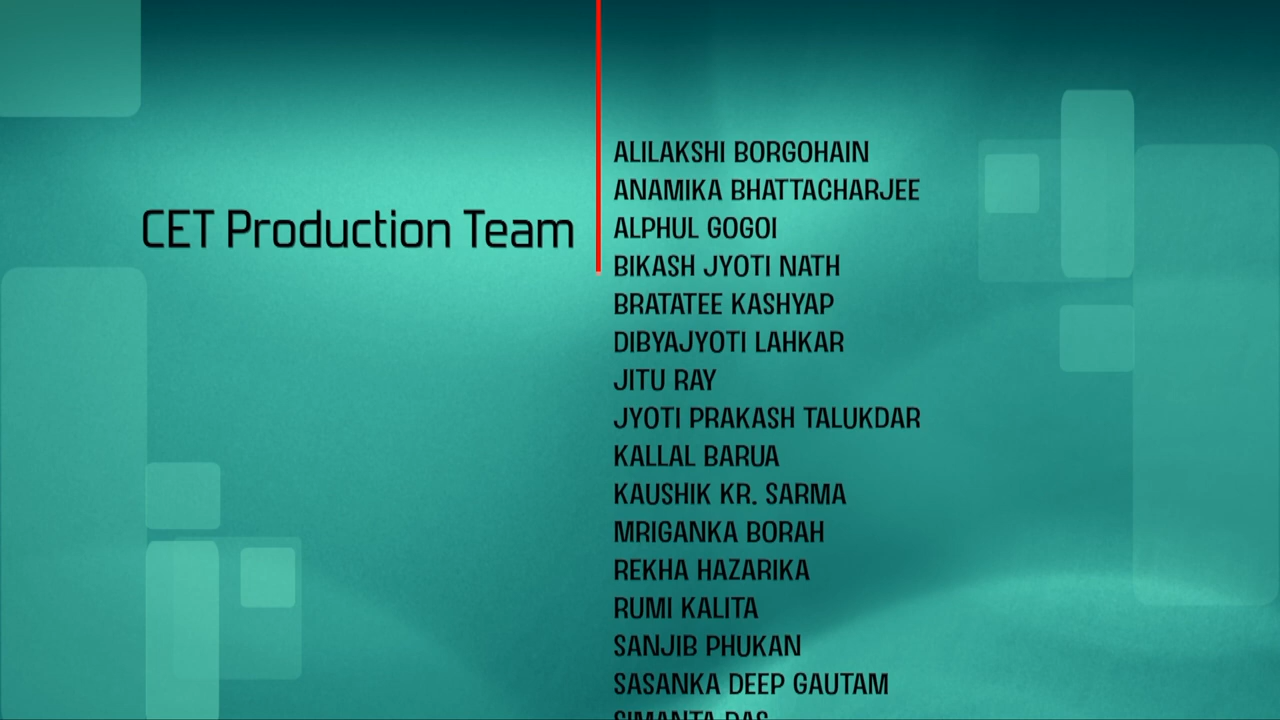 CET Production Team
ALILAKSHI BORGOHAIN
ANAMIKA BHATTACHARJEE
ALPHUL GOGOI
BIKASH JYOTI NATH
BRATATEE KASHYAP
DIBYAJYOTI LAHKAR
JITU RAY
JYOTI PRAKASH TALUKDAR
KALLAL BARUA
KAUSHIK KR. SARMA
MRIGANKA BORAH
REKHA HAZARIKA
RUMI KALITA
SANJIB PHUKAN
SASANKA DEEP GAUTAM